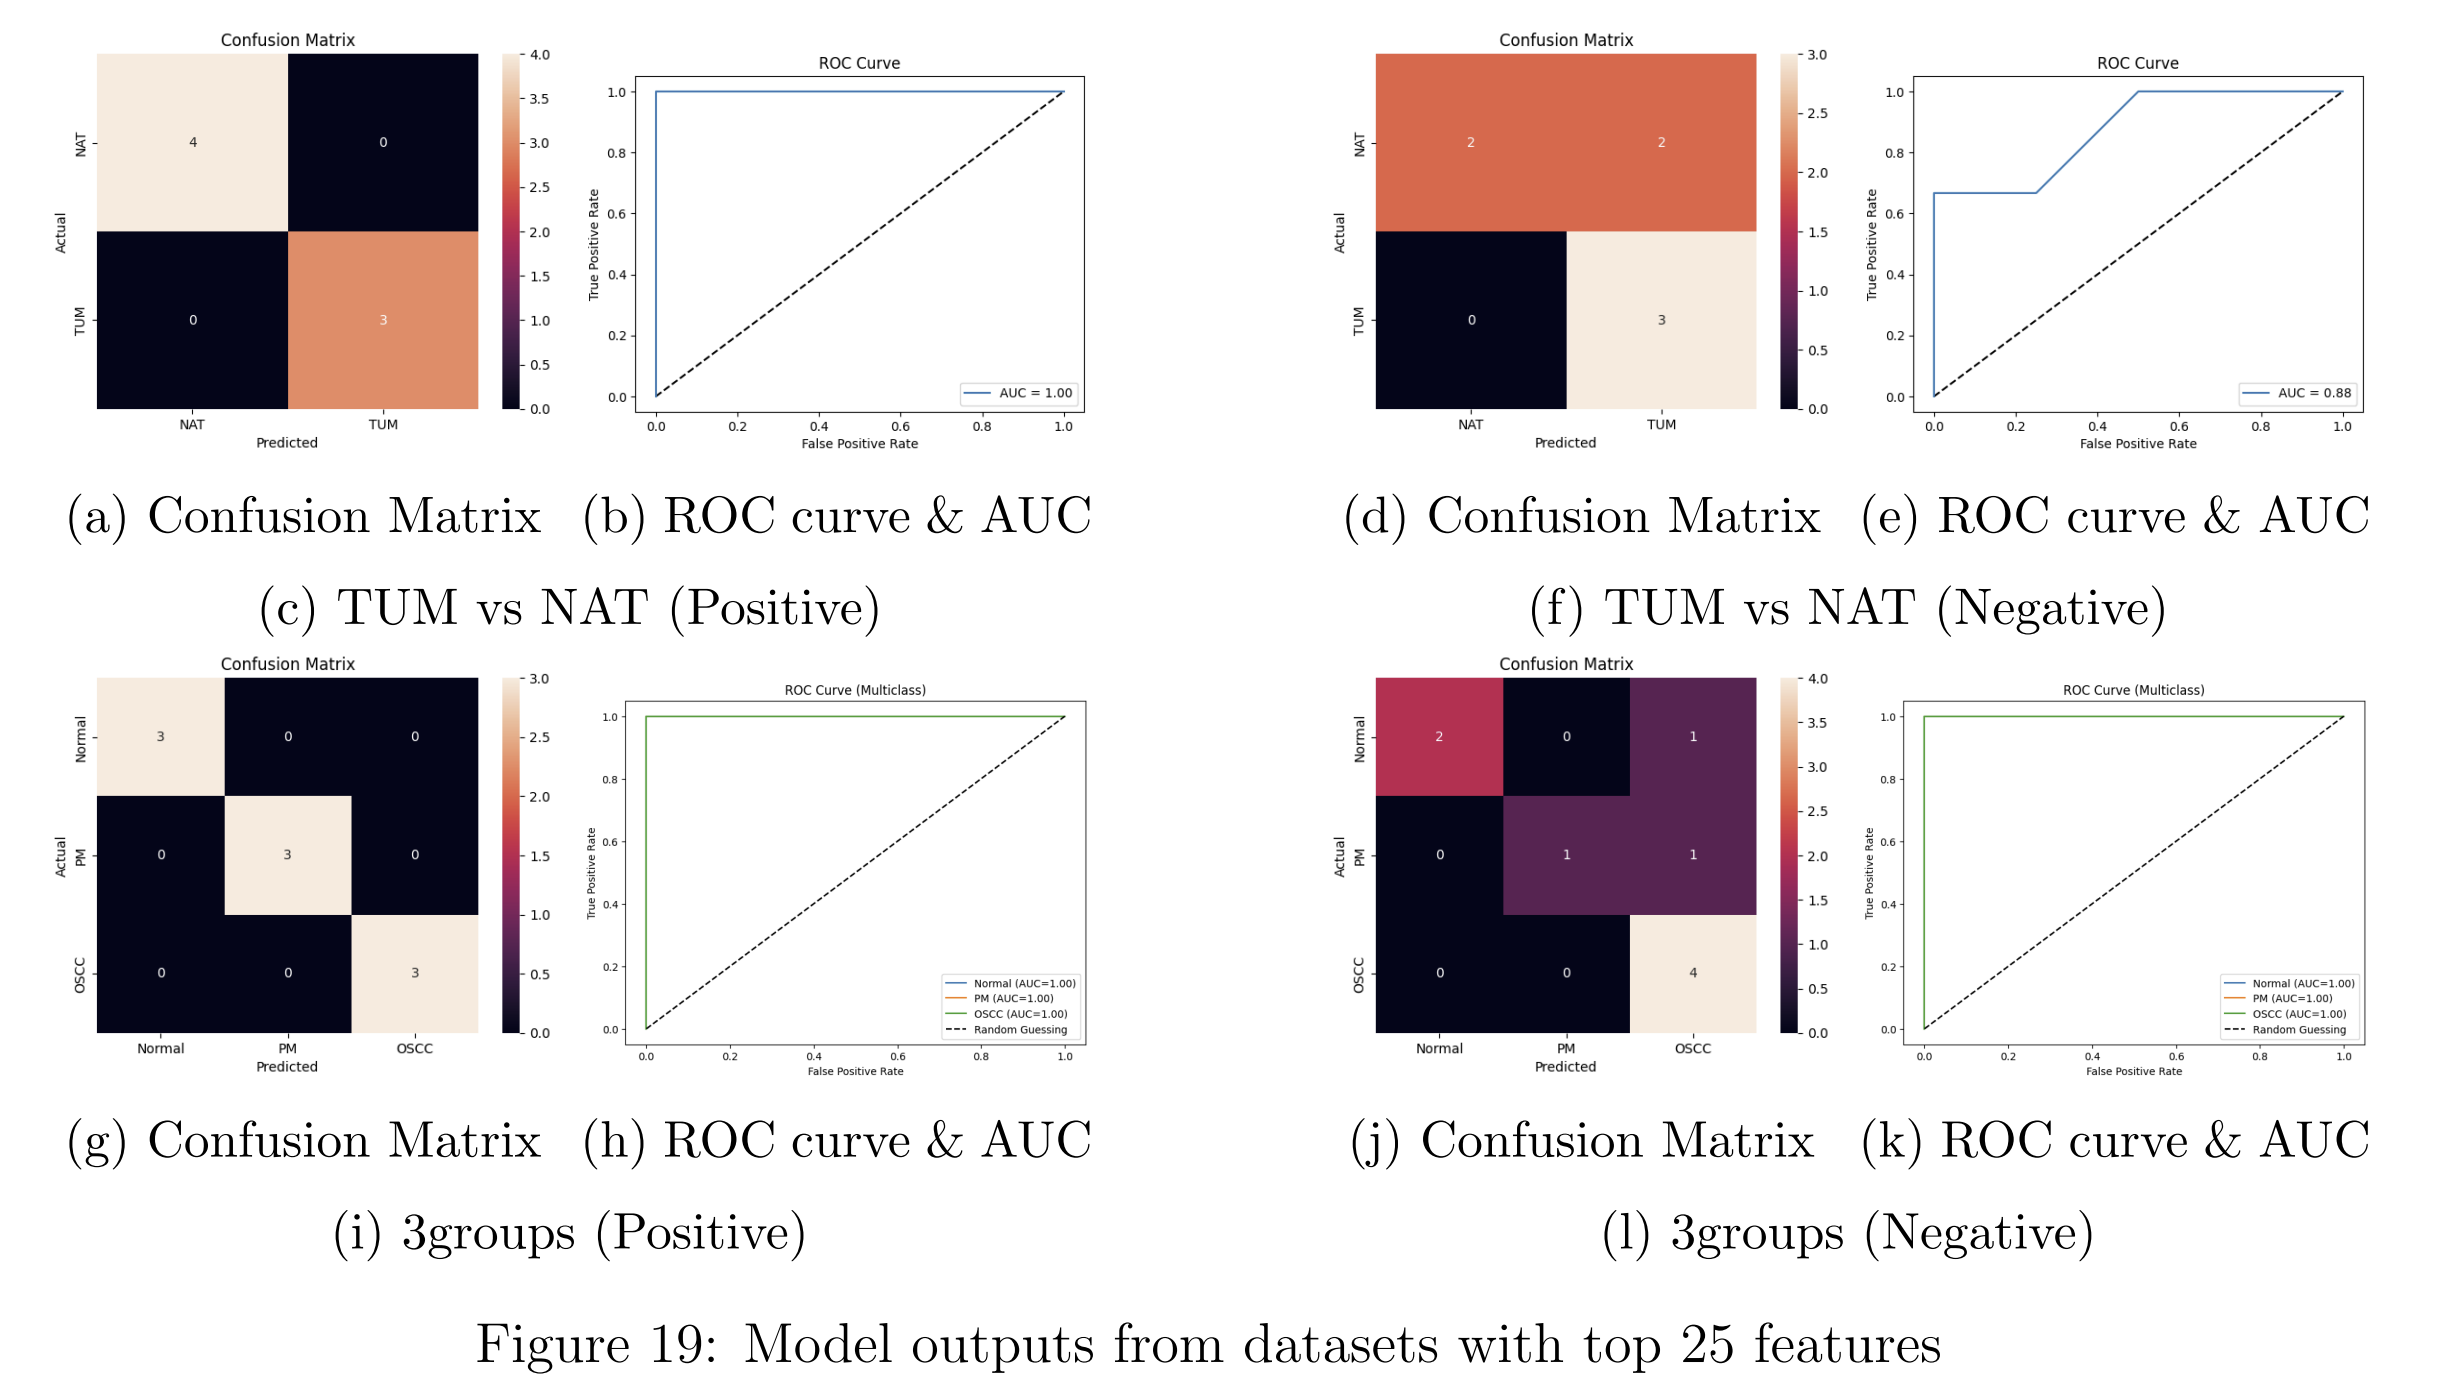 Confusion Matrix
NAT
TUM
Actual
4
0
0
3
NAT
TUM
Predicted
4.0
3.5
3.0
2.5
2.0
1.5
1.0
0.5
0.0
ROC Curve
True Positive Rate
1.0
0.8
0.6
0.4
0.2
0.0
AUC = 1.00
0.0 0.2 0.4 0.6 0.8 1.0
False Positive Rate
Confusion Matrix
NAT
TUM
Actual
2
2
0
3
NAT
TUM
Predicted
3.0
2.5
2.0
1.5
1.0
0.5
0.0
ROC Curve
True Positive Rate
1.0
0.8
0.6
0.4
0.2
0.0
AUC = 0.88
0.0 0.2 0.4 0.6 0.8 1.0
False Positive Rate
(a) Confusion Matrix
(b) ROC curve & AUC
(d) Confusion Matrix
(e) ROC curve & AUC
(c) TUM vs NAT (Positive)
(f) TUM vs NAT (Negative)
Confusion Matrix
Normal
PM
OSCC
Actual
3 0 0
0 3 0
0 0 3
Normal PM OSCC
Predicted
3.0
2.5
2.0
1.5
1.0
0.5
0.0
ROC Curve (Multiclass)
True Positive Rate
1.0
0.8
0.6
0.4
0.2
0.0
Normal (AUC=1.00)
PM (AUC=1.00)
OSCC (AUC=1.00)
Random Guessing
0.0 0.2 0.4 0.6 0.8 1.0
False Positive Rate
Confusion Matrix
Normal
PM
OSCC
Actual
2 0 1
0 1 1
0 0 4
Normal PM OSCC
Predicted
4.0
3.5
3.0
2.5
2.0
1.5
1.0
0.5
0.0
ROC Curve (Multiclass)
True Positive Rate
1.0
0.8
0.6
0.4
0.2
0.0
Normal (AUC=1.00)
PM (AUC=1.00)
OSCC (AUC=1.00)
Random Guessing
0.0 0.2 0.4 0.6 0.8 1.0
False Positive Rate
(g) Confusion Matrix
(h) ROC curve & AUC
(j) Confusion Matrix
(k) ROC curve & AUC
(i) 3groups (Positive)
(l) 3groups (Negative)
Figure 19: Model outputs from datasets with top 25 features